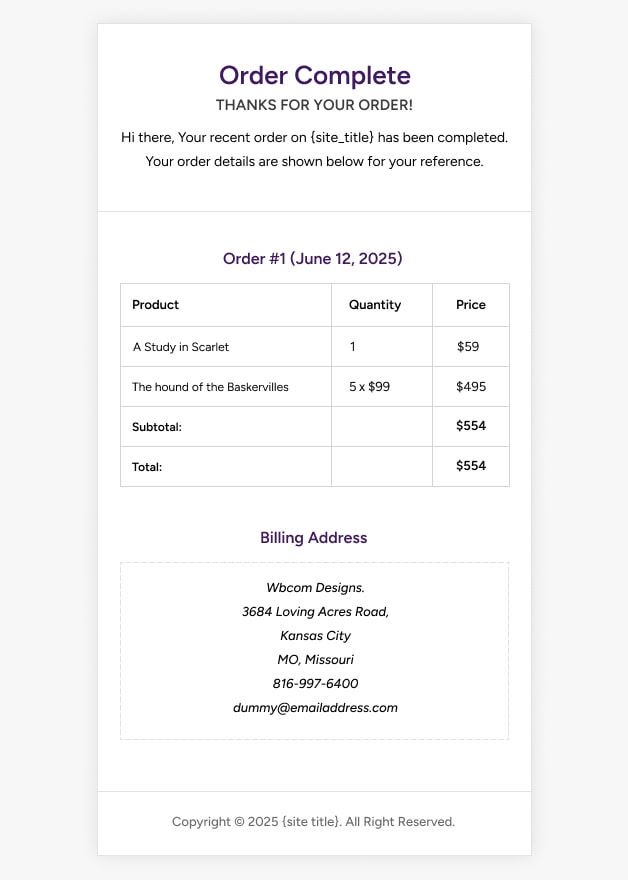 Order Complete
THANKS FOR YOUR ORDER!
Hi there, Your recent order on {site_title} has been completed.
Your order details are shown below for your reference.
Order #1 (June 12, 2025)
Product Quantity Price
A Study in Scarlet 1 $59
The hound of the Baskervilles 5 x $99 $495
Subtotal: $554
Total: $554
Billing Address
Wbcom Designs.
3684 Loving Acres Road,
Kansas City
MO, Missouri
816-997-6400
dummy@emailaddress.com
Copyright © 2025 {site title}. All Right Reserved.